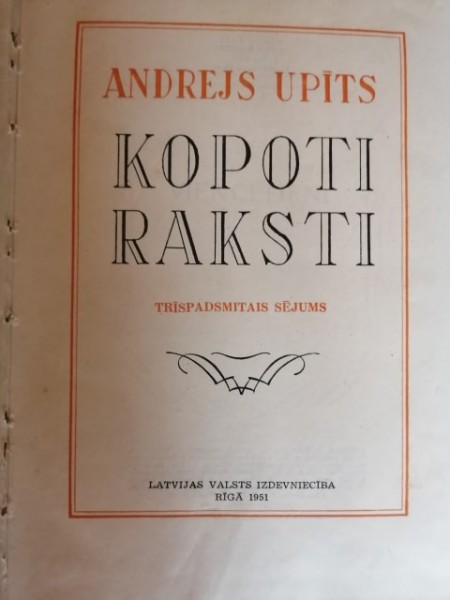 ANDREJS UPĪTS
KOPOTI
RAKSTI
TRĪSPADSMITAIS SĒJUMS
LATVIJAS VALSTS IZDEVNIECĪBA
RĪGĀ 1951